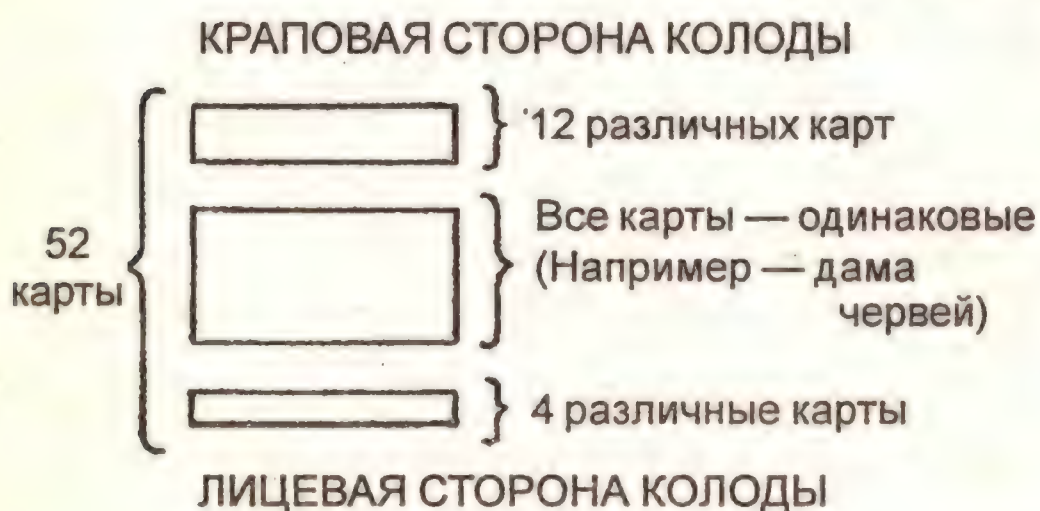 КРАПОВАЯ СТОРОНА КОЛОДЫ
12 различных карт
52
карты
Все карты — одинаковые
(Например — дама
червей)
4 различные карты
ЛИЦЕВАЯ СТОРОНА КОЛОДЫ